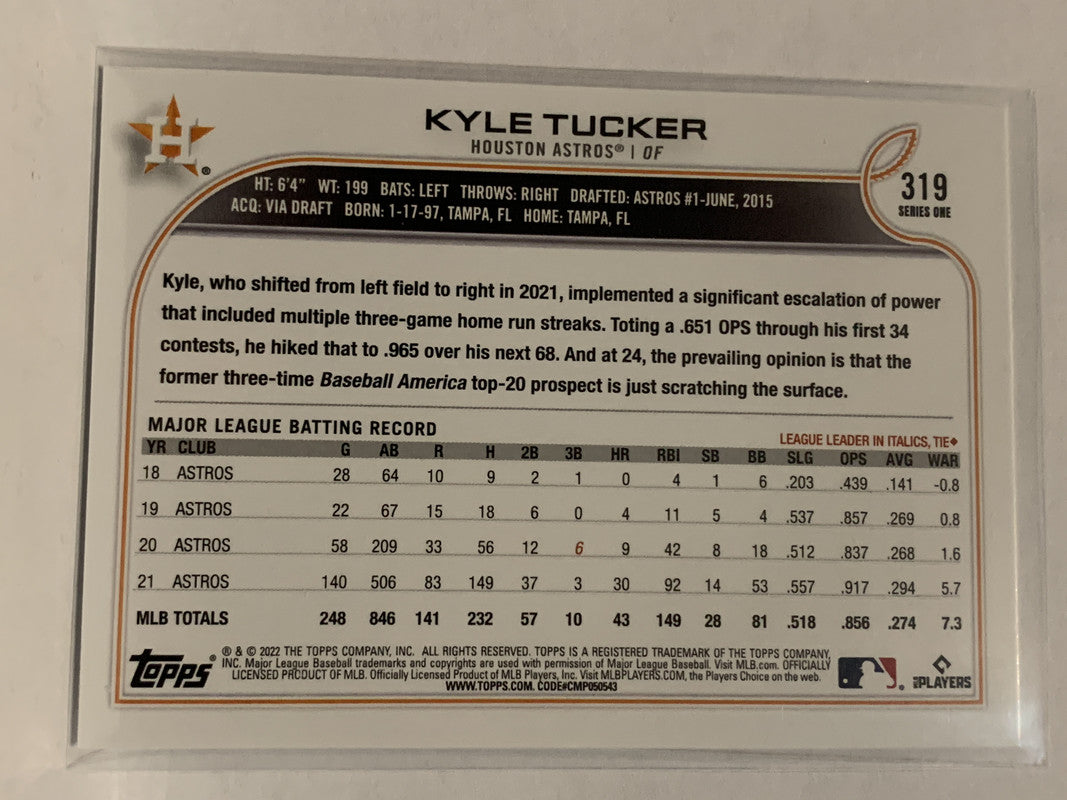 H ®
KYLE TUCKER
HOUSTON ASTROS® | OF
319
SERIES ONE
HT: 6'4" WT: 199 BATS: LEFT THROWS: RIGHT DRAFTED: ASTROS #1-JUNE, 2015
ACQ: VIA DRAFT BORN: 1-17-97, TAMPA, FL HOME: TAMPA, FL
Kyle, who shifted from left field to right in 2021, implemented a significant escalation of power
that included multiple three-game home run streaks. Toting a .651 OPS through his first 34
contests, he hiked that to .965 over his next 68. And at 24, the prevailing opinion is that the
former three-time Baseball America top-20 prospect is just scratching the surface.
MAJOR LEAGUE BATTING RECORD
LEAGUE LEADER IN ITALICS, TIE◆
YR CLUB G AB R H 2B 3B HR RBI SB BB SLG OPS AVG WAR
18 ASTROS 28 64 10 9 2 1 0 4 1 6 .203 .439 .141 -0.8
19 ASTROS 22 67 15 18 6 0 4 11 5 4 .537 .857 .269 0.8
20 ASTROS 58 209 33 56 12 6 9 42 8 18 .512 .837 .268 1.6
21 ASTROS 140 506 83 149 37 3 30 92 14 53 .557 .917 .294 5.7
MLB TOTALS 248 846 141 232 57 10 43 149 28 81 .518 .856 .274 7.3
topps®
® & © 2022 THE TOPPS COMPANY, INC. ALL RIGHTS RESERVED. TOPPS IS A REGISTERED TRADEMARK OF THE TOPPS COMPANY,
INC. Major League Baseball trademarks and copyrights are used with permission of Major League Baseball. Visit MLB.com. OFFICIALLY
LICENSED PRODUCT OF MLB. Officially Licensed Product of MLB Players, Inc. Visit MLBPLAYERS.COM, the Players Choice on the web.
WWW.TOPPS.COM. CODE#CMP050543
PLAYERS